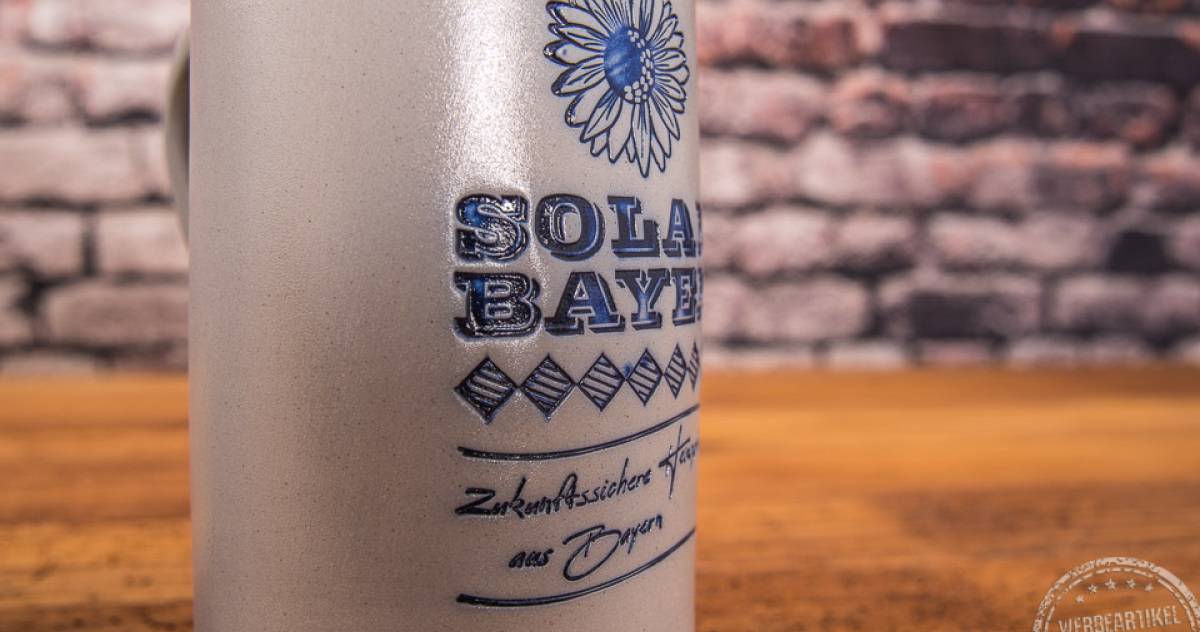 SOLA
BAYE
Zukunftssichere
aus Bayern
WERBEARTIKEL